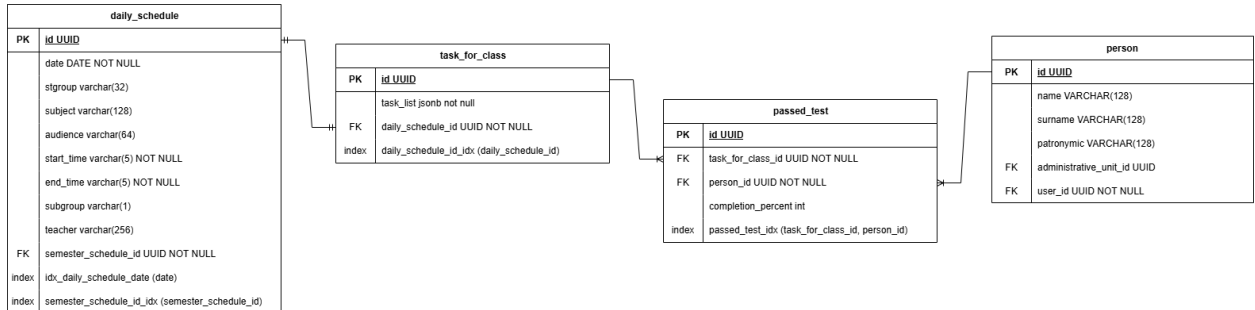 daily_schedule
PK id UUID
date DATE NOT NULL
stgroup varchar(32)
subject varchar(128)
audience varchar(64)
start_time varchar(5) NOT NULL
end_time varchar(5) NOT NULL
subgroup varchar(1)
teacher varchar(256)
FK semester_schedule_id UUID NOT NULL
index idx_daily_schedule_date (date)
index semester_schedule_id_idx (semester_schedule_id)
task_for_class
PK id UUID
task_list jsonb not null
FK daily_schedule_id UUID NOT NULL
index daily_schedule_id_idx (daily_schedule_id)
passed_test
PK id UUID
FK task_for_class_id UUID NOT NULL
FK person_id UUID NOT NULL
completion_percent int
index passed_test_idx (task_for_class_id, person_id)
person
PK id UUID
name VARCHAR(128)
surname VARCHAR(128)
patronymic VARCHAR(128)
FK administrative_unit_id UUID
FK user_id UUID NOT NULL